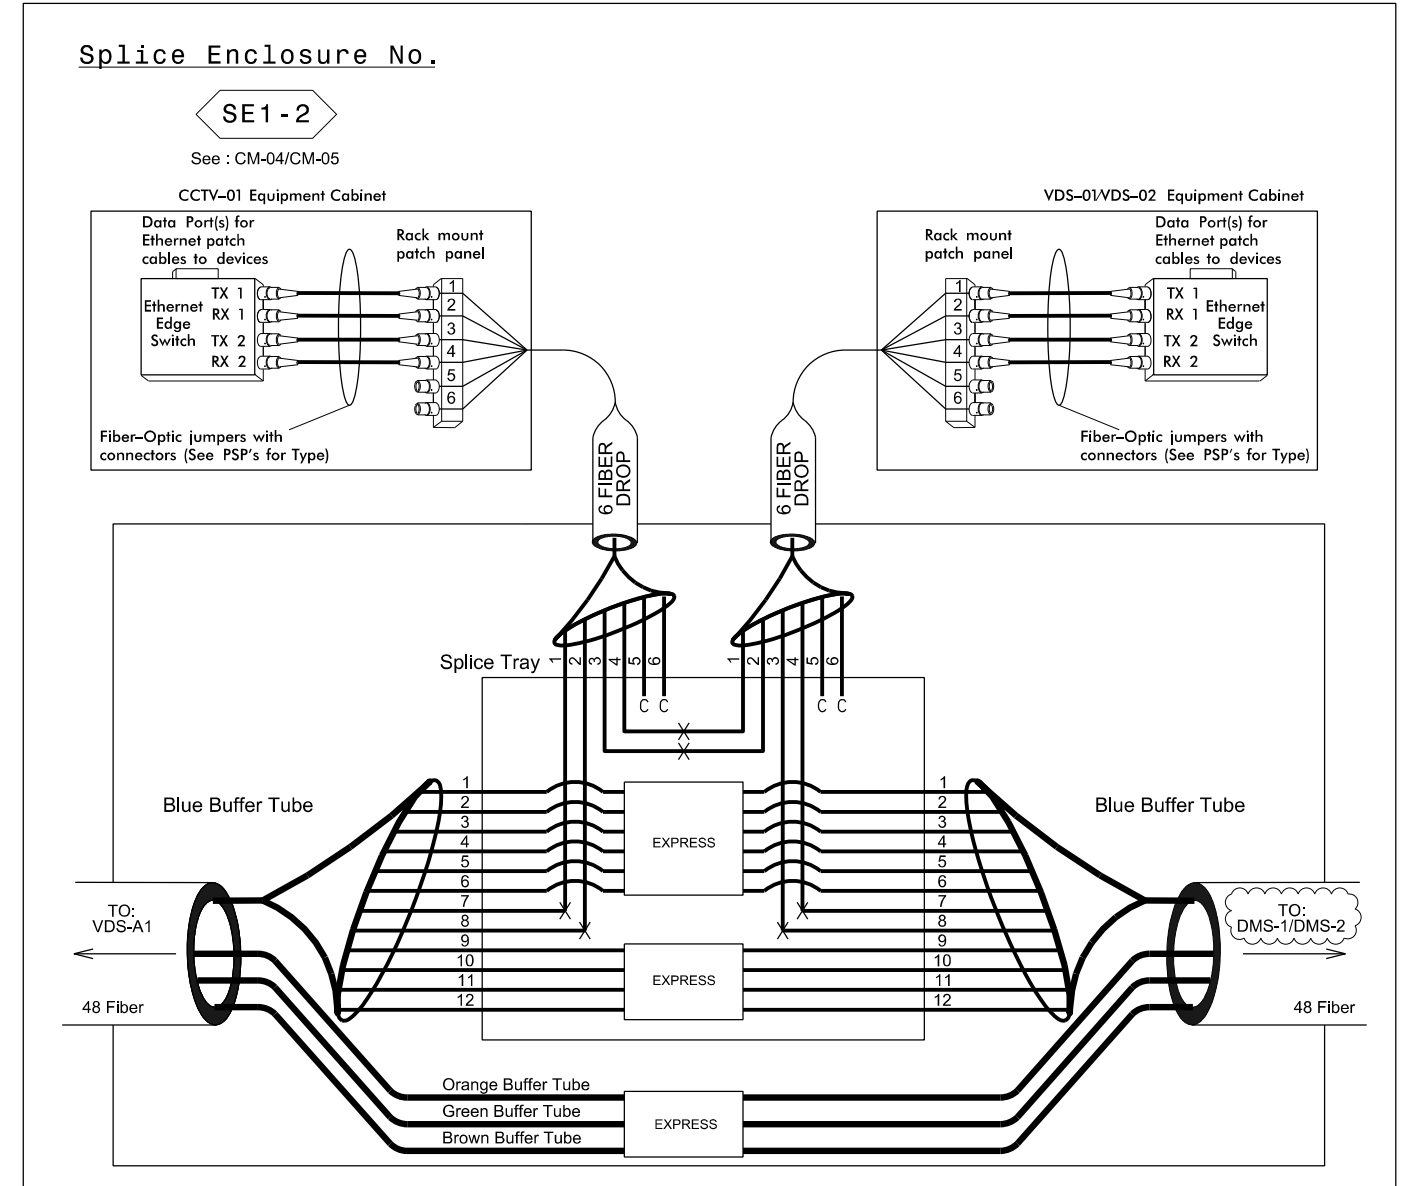 Splice Enclosure No.
SE1-2
See : CM-04/CM-05
CCTV-01 Equipment Cabinet
Data Port(s) for
Ethernet patch
cables to devices
Rack mount
patch panel
Ethernet
Edge
Switch
TX 1
RX 1
TX 2
RX 2
1
2
3
4
5
6
Fiber-Optic jumpers with
connectors (See PSP's for Type)
VDS-01/VDS-02 Equipment Cabinet
Rack mount
patch panel
Data Port(s) for
Ethernet patch
cables to devices
1
2
3
4
5
6
TX 1
RX 1
TX 2
RX 2
Ethernet
Edge
Switch
Fiber-Optic jumpers with
connectors (See PSP's for Type)
6 FIBER
DROP
6 FIBER
DROP
Splice Tray
1 2 3 4 5 6
1 2 3 4 5 6
C C
C C
Blue Buffer Tube
1
2
3
4
5
6
7
8
9
10
11
12
EXPRESS
EXPRESS
1
2
3
4
5
6
7
8
9
10
11
12
Blue Buffer Tube
TO:
VDS-A1
48 Fiber
TO:
DMS-1/DMS-2
48 Fiber
Orange Buffer Tube
Green Buffer Tube
Brown Buffer Tube
EXPRESS